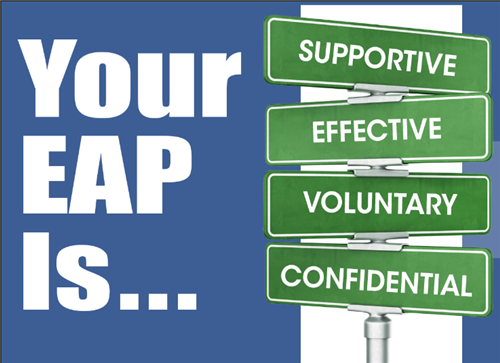 Your
EAP
Is...
SUPPORTIVE
EFFECTIVE
VOLUNTARY
CONFIDENTIAL